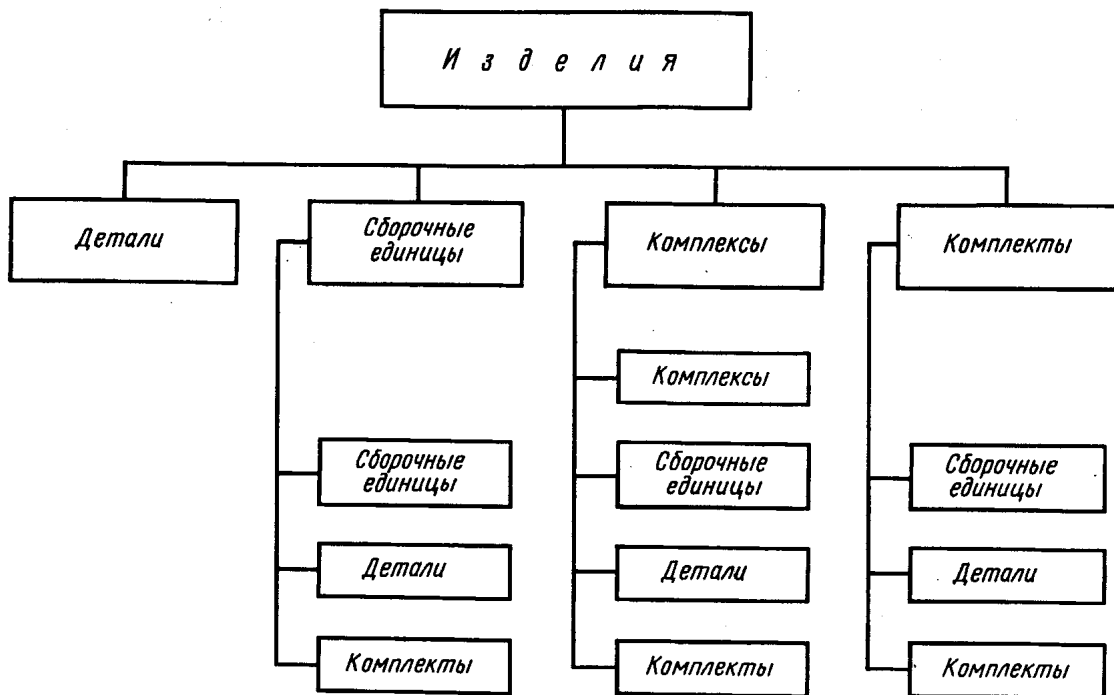 Изделия
Детали
Сборочные
единицы
Комплексы
Комплекты
Комплексы
Сборочные
единицы
Сборочные
единицы
Сборочные
единицы
Детали
Детали
Детали
Комплекты
Комплекты
Комплекты